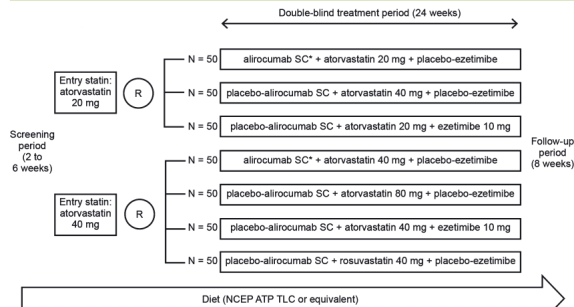 Double-blind treatment period (24 weeks)
N = 50
alirocumab SC* + atorvastatin 20 mg + placebo-ezetimibe
Entry statin:
atorvastatin
20 mg
R
N = 50
placebo-alirocumab SC + atorvastatin 40 mg + placebo-ezetimibe
N = 50
placebo-alirocumab SC + atorvastatin 20 mg + ezetimibe 10 mg
Screening
period
(2 to
6 weeks)
Follow-up
period
(8 weeks)
N = 50
alirocumab SC* + atorvastatin 40 mg + placebo-ezetimibe
Entry statin:
atorvastatin
40 mg
R
N = 50
placebo-alirocumab SC + atorvastatin 80 mg + placebo-ezetimibe
N = 50
placebo-alirocumab SC + atorvastatin 40 mg + ezetimibe 10 mg
N = 50
placebo-alirocumab SC + rosuvastatin 40 mg + placebo-ezetimibe
Diet (NCEP ATP TLC or equivalent)